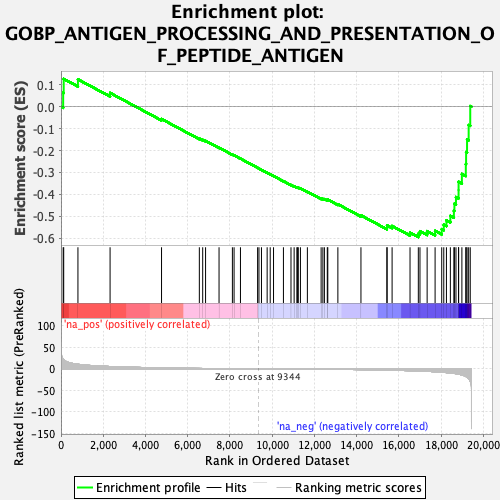 Enrichment plot:
GOBP_ANTIGEN_PROCESSING_AND_PRESENTATION_O
F_PEPTIDE_ANTIGEN
Enrichment score (ES)
0.1
0.0
-0.1
-0.2
-0.3
-0.4
-0.5
-0.6
Ranked list metric (PreRanked)
'na_pos' (positively correlated)
100
50
0
-50
-100
-150
Zero cross at 9344
'na_neg' (negatively correlated)
0
2,000
4,000
6,000
8,000
10,000
12,000
14,000
16,000
18,000
20,000
Rank in Ordered Dataset
Enrichment profile
Hits
Ranking metric scores